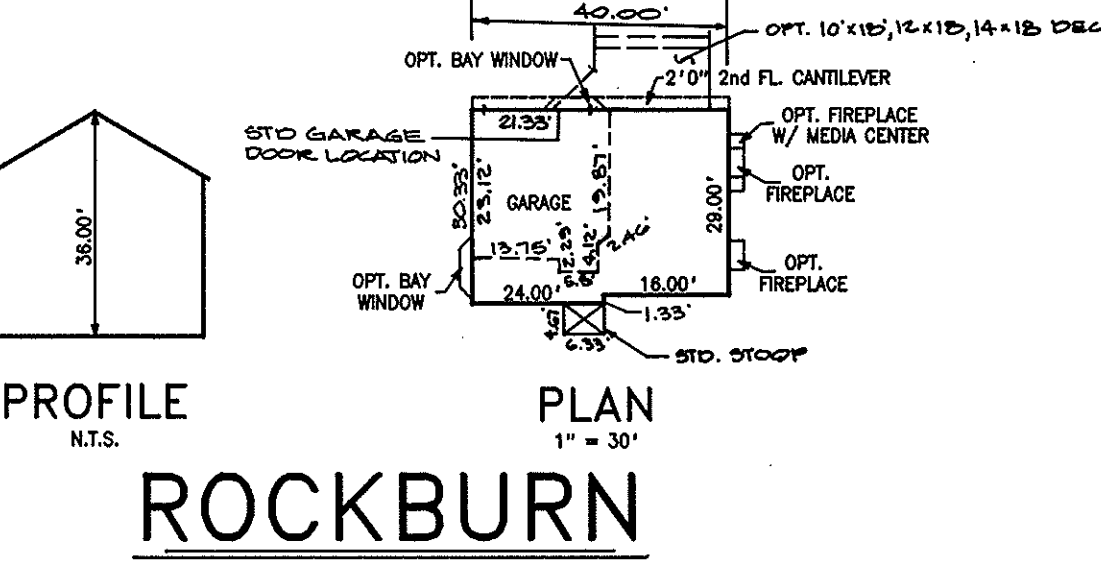 40.00'
OPT. 10'x18', 12x18, 14x18 DEC
OPT. BAY WINDOW
2'0" 2nd FL. CANTILEVER
OPT. FIREPLACE
W/ MEDIA CENTER
21.33'
STD GARAGE
DOOR LOCATION
OPT.
FIREPLACE
30.33'
23.12'
GARAGE
19.87'
29.00'
36.00'
13.75'
2.25'
4.12'
2.46'
OPT. BAY
WINDOW
24.00'
16.00'
OPT.
FIREPLACE
1.33'
4.67'
6.33'
STD. STOOP
PROFILE
N.T.S.
PLAN
1" = 30'
ROCKBURN